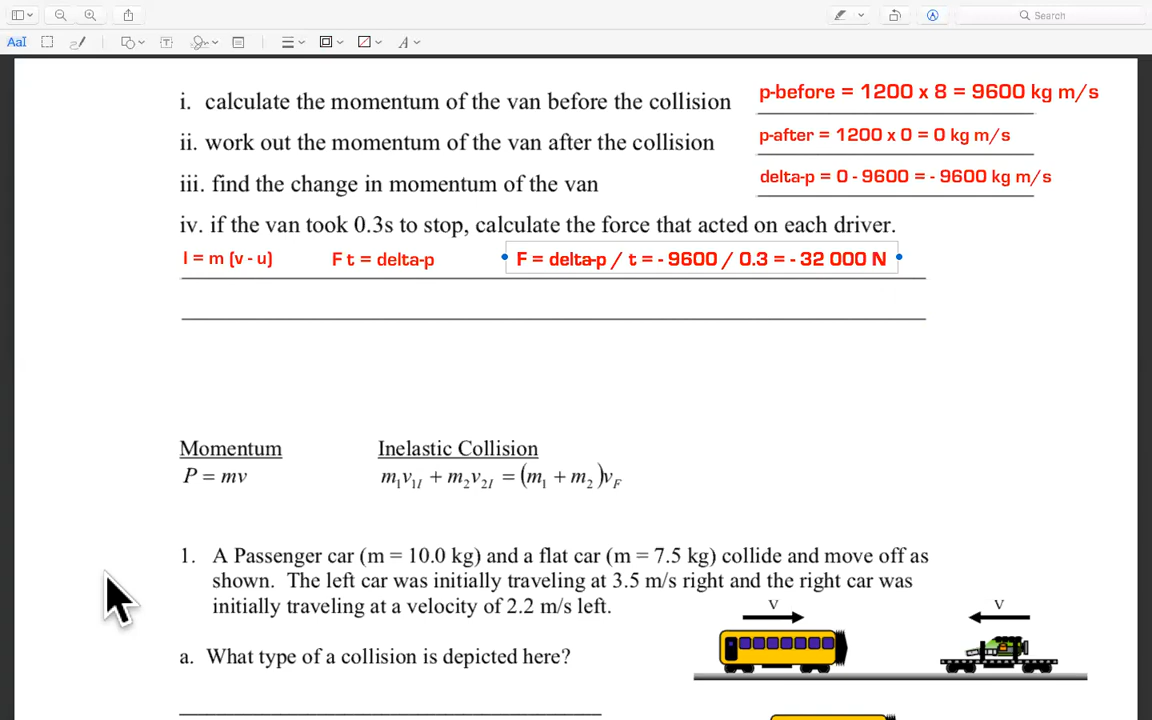 Search
AaI
A
i. calculate the momentum of the van before the collision p-before = 1200 x 8 = 9600 kg m/s
ii. work out the momentum of the van after the collision p-after = 1200 x 0 = 0 kg m/s
iii. find the change in momentum of the van delta-p = 0 - 9600 = - 9600 kg m/s
iv. if the van took 0.3s to stop, calculate the force that acted on each driver.
I = m (v - u) F t = delta-p F = delta-p / t = - 9600 / 0.3 = - 32 000 N
Momentum Inelastic Collision
P = mv m₁v₁I + m₂v₂I = (m₁ + m₂)vF
1. A Passenger car (m = 10.0 kg) and a flat car (m = 7.5 kg) collide and move off as
shown. The left car was initially traveling at 3.5 m/s right and the right car was
initially traveling at a velocity of 2.2 m/s left.
V V
a. What type of a collision is depicted here?